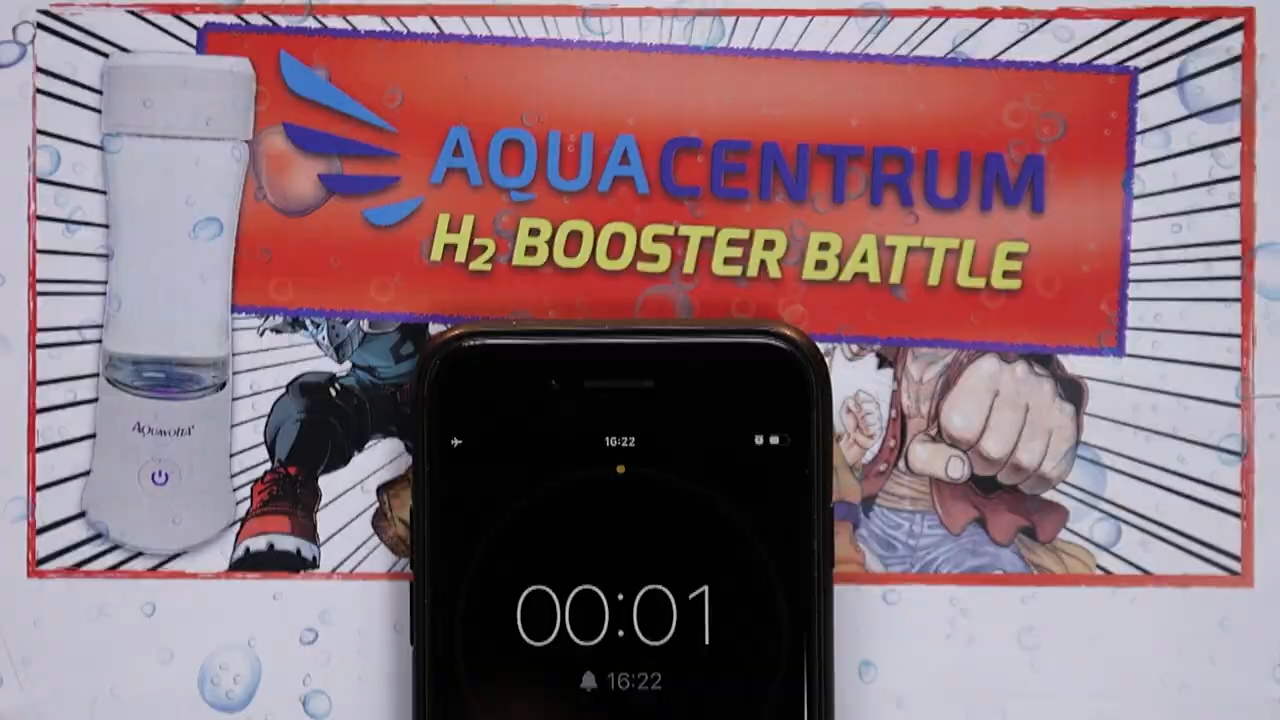 AQUACENTRUM
H₂ BOOSTER BATTLE
AQUAVOLTA®
16:22
00:01
16:22